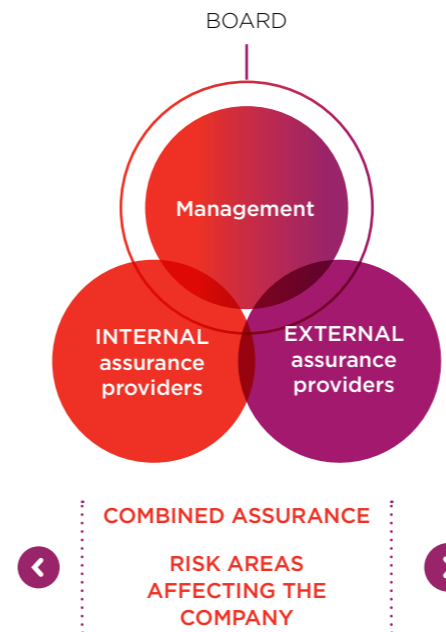 BOARD
Management
INTERNAL
assurance
providers
EXTERNAL
assurance
providers
COMBINED ASSURANCE
RISK AREAS
AFFECTING THE
COMPANY